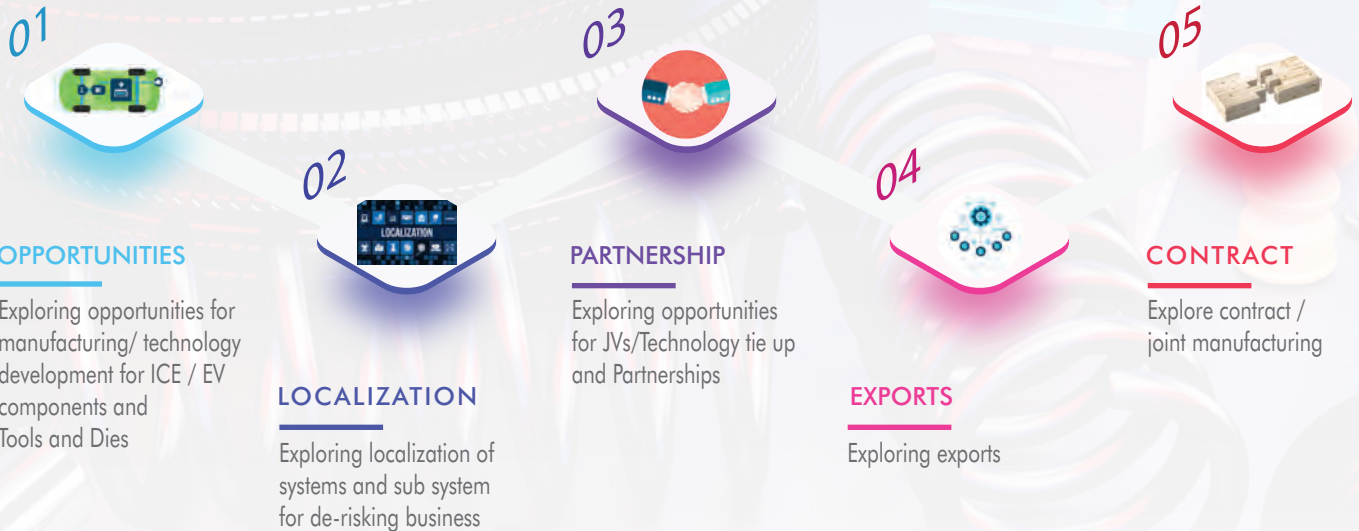 01
OPPORTUNITIES
Exploring opportunities for
manufacturing/ technology
development for ICE / EV
components and
Tools and Dies
02
LOCALIZATION
LOCALIZATION
Exploring localization of
systems and sub system
for de-risking business
03
PARTNERSHIP
Exploring opportunities
for JVs/Technology tie up
and Partnerships
04
EXPORTS
Exploring exports
05
CONTRACT
Explore contract /
joint manufacturing